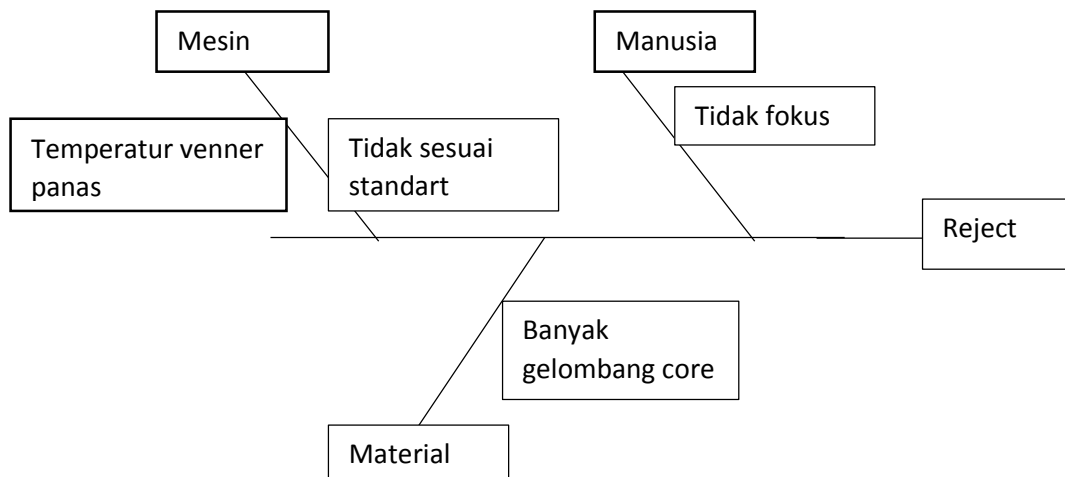 Mesin
Manusia
Tidak fokus
Temperatur venner
panas
Tidak sesuai
standart
Reject
Banyak
gelombang core
Material